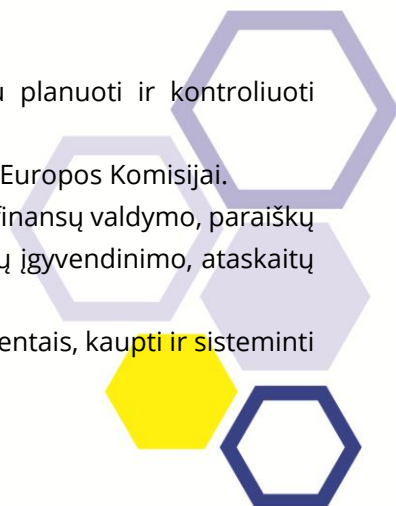 planuoti ir kontroliuoti
Europos Komisijai.
finansų valdymo, paraiškų
ų įgyvendinimo, ataskaitų
entais, kaupti ir sisteminti